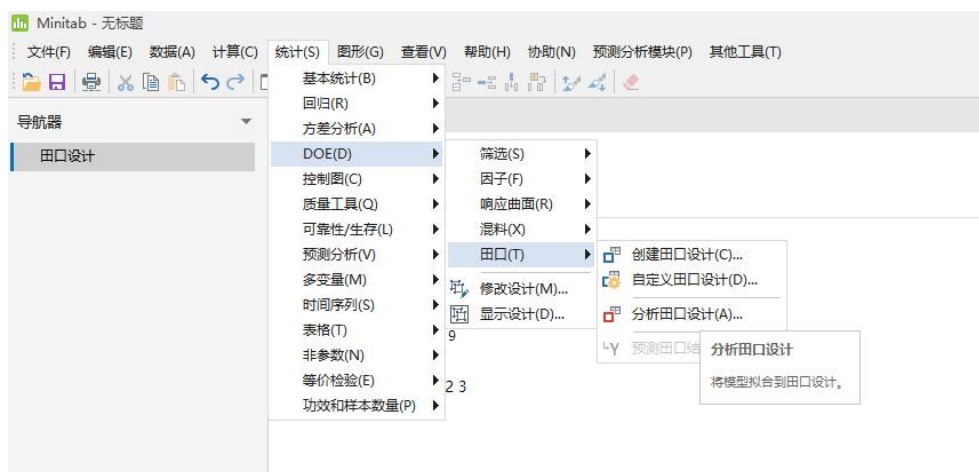 Minitab - 无标题
文件(F) 编辑(E) 数据(A) 计算(C) 统计(S) 图形(G) 查看(V) 帮助(H) 协助(N) 预测分析模块(P) 其他工具(T)
导航器
田口设计
基本统计(B)
回归(R)
方差分析(A)
DOE(D)
控制图(C)
质量工具(Q)
可靠性/生存(L)
预测分析(V)
多变量(M)
时间序列(S)
表格(T)
非参数(N)
等价检验(E)
功效和样本数量(P)
筛选(S)
因子(F)
响应曲面(R)
混料(X)
田口(T)
修改设计(M)...
显示设计(D)...
9
2 3
创建田口设计(C)...
自定义田口设计(D)...
分析田口设计(A)...
预测田口结
分析田口设计
将模型拟合到田口设计。